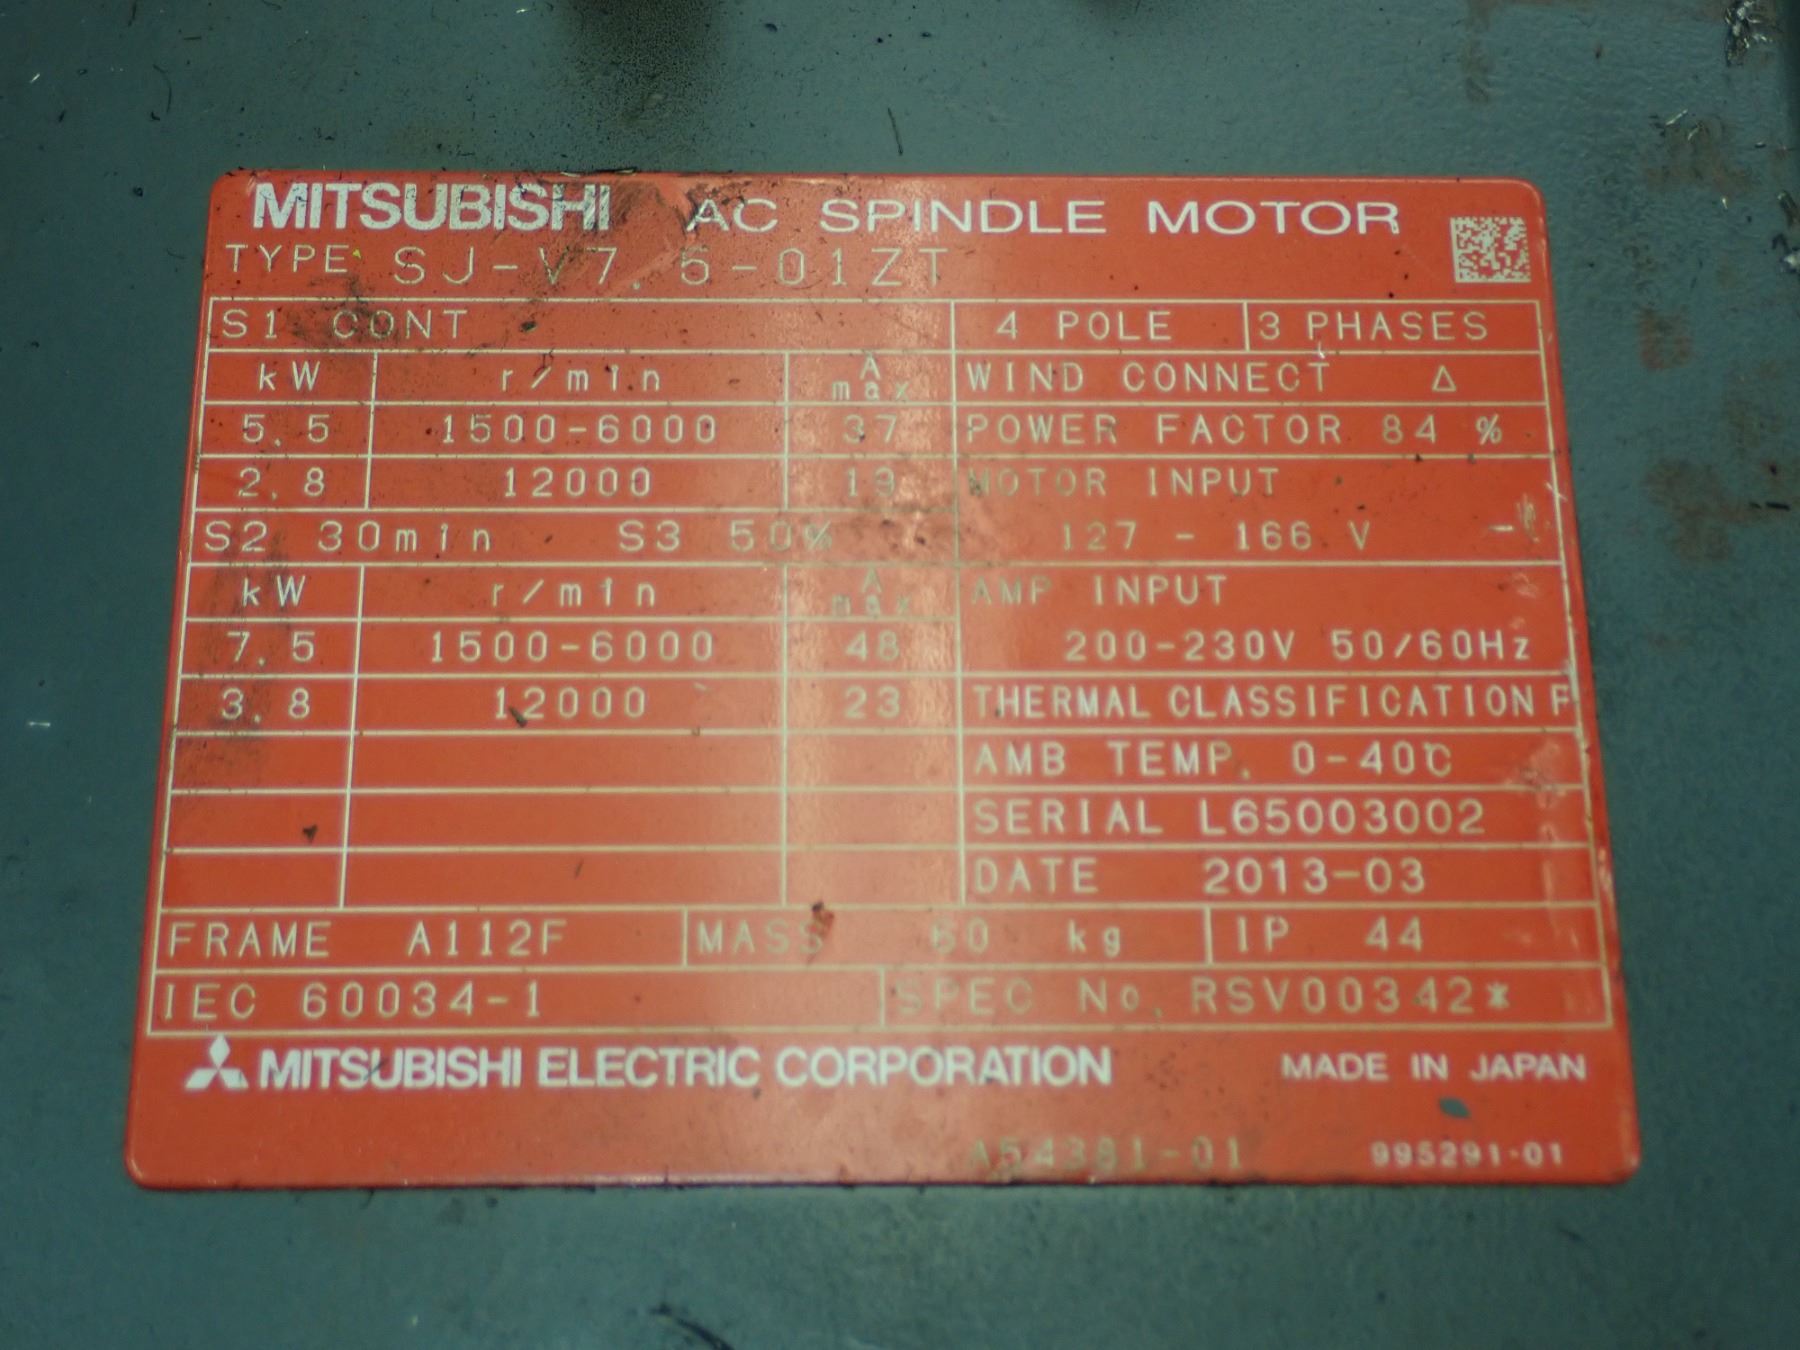 MITSUBISHI AC SPINDLE MOTOR
TYPE SJ-V7.5-01ZT
S1 CONT 4 POLE 3 PHASES
kW r/min A max WIND CONNECT Δ
5.5 1500-6000 37 POWER FACTOR 84 %
2.8 12000 19 MOTOR INPUT
S2 30min S3 50% 127 - 166 V
kW r/min A max AMP INPUT
7.5 1500-6000 48 200-230V 50/60Hz
3.8 12000 23 THERMAL CLASSIFICATION F
AMB TEMP. 0-40℃
SERIAL L65003002
DATE 2013-03
FRAME A112F MASS 60 kg IP 44
IEC 60034-1 SPEC No. RSV00342*
MITSUBISHI ELECTRIC CORPORATION MADE IN JAPAN
A54381-01 995291-01